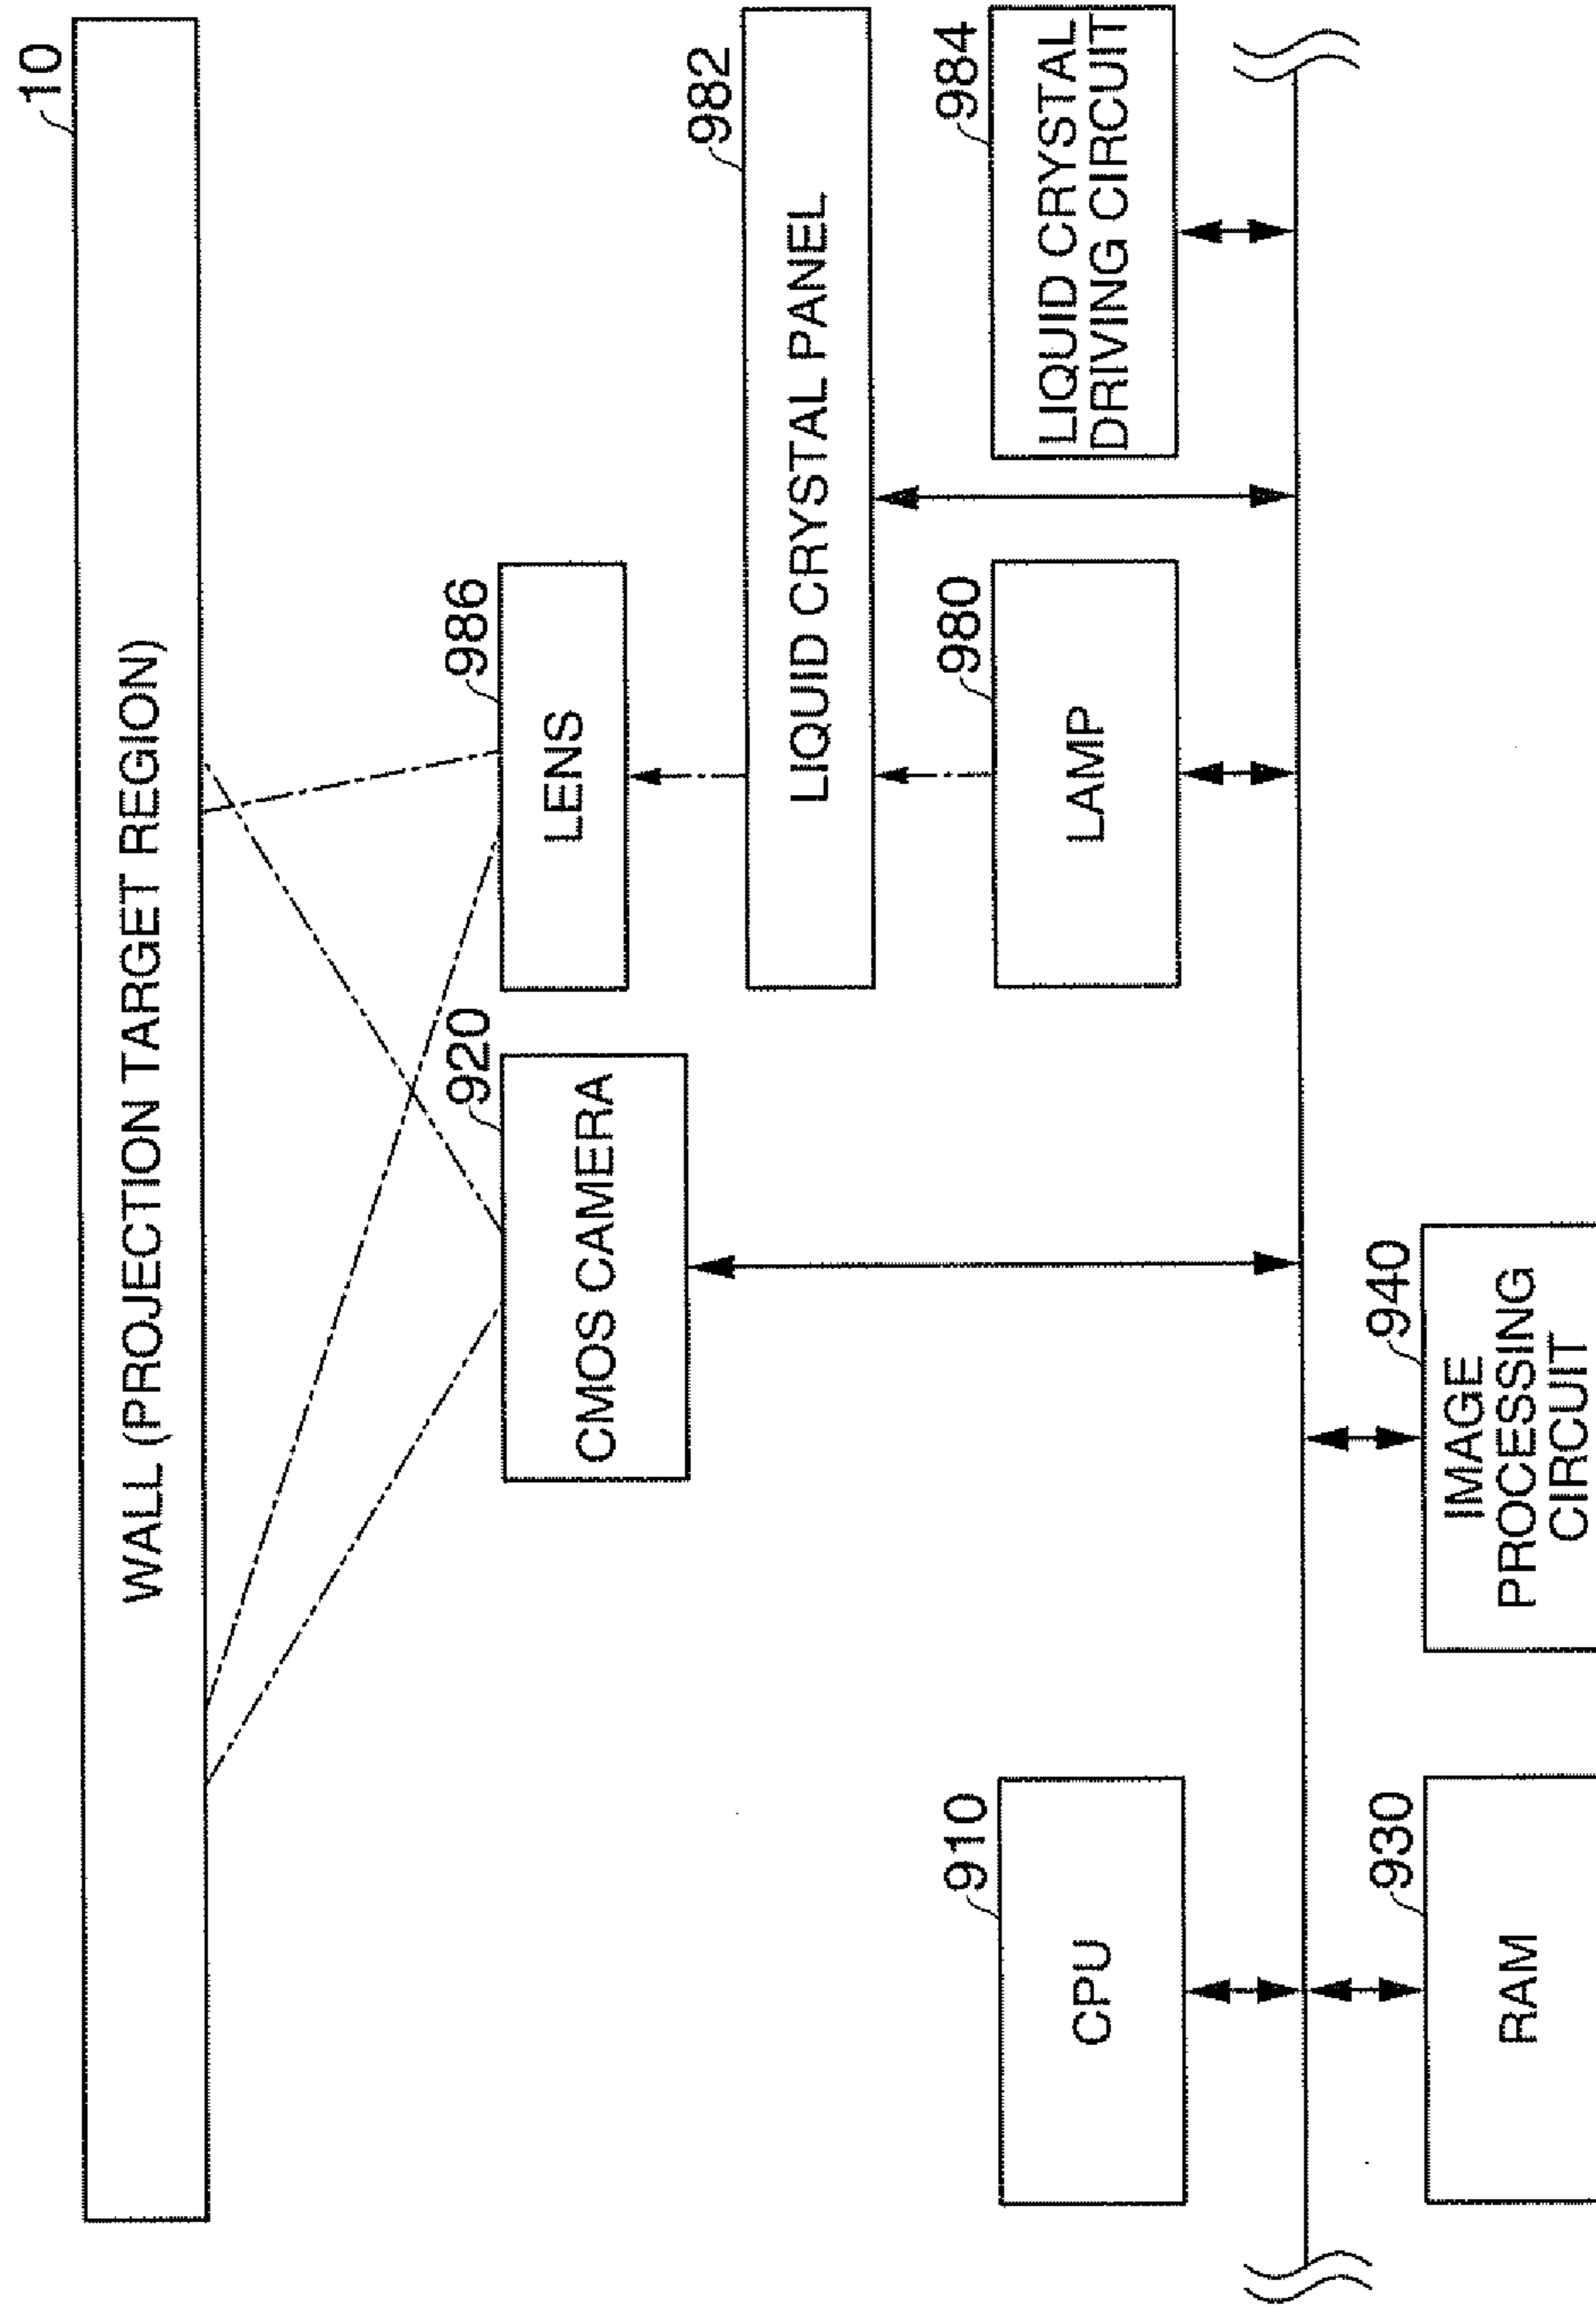 10
WALL (PROJECTION TARGET REGION)
920
CMOS CAMERA
986
LENS
982
LIQUID CRYSTAL PANEL
910
CPU
980
LAMP
984
LIQUID CRYSTAL
DRIVING CIRCUIT
930
RAM
940
IMAGE
PROCESSING
CIRCUIT